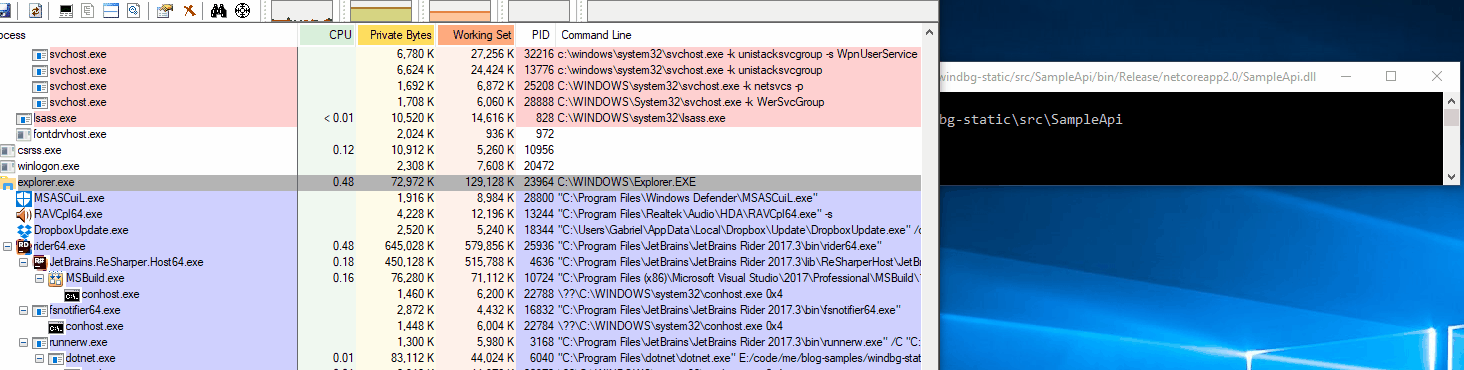 ocess CPU Private Bytes Working Set PID Command Line
svchost.exe 6,780 K 27,256 K 32216 c:\windows\system32\svchost.exe -k unistacksvcgroup -s WpnUserService
svchost.exe 6,624 K 24,424 K 13776 c:\windows\system32\svchost.exe -k unistacksvcgroup
svchost.exe 1,692 K 6,872 K 25208 C:\WINDOWS\system32\svchost.exe -k netsvcs -p
svchost.exe 1,708 K 6,060 K 28888 C:\WINDOWS\System32\svchost.exe -k WerSvcGroup
lsass.exe < 0.01 10,520 K 14,616 K 828 C:\WINDOWS\system32\lsass.exe
fontdrvhost.exe 2,024 K 936 K 972
csrss.exe 0.12 10,912 K 5,260 K 10956
winlogon.exe 2,308 K 7,608 K 20472
explorer.exe 0.48 72,972 K 129,128 K 23964 C:\WINDOWS\Explorer.EXE
MSASCuiL.exe 1,916 K 8,984 K 28800 "C:\Program Files\Windows Defender\MSASCuiL.exe"
RAVCpl64.exe 4,228 K 12,196 K 13244 "C:\Program Files\Realtek\Audio\HDA\RAVCpl64.exe" -s
DropboxUpdate.exe 2,520 K 5,240 K 18344 "C:\Users\Gabriel\AppData\Local\Dropbox\Update\DropboxUpdate.exe" /c
rider64.exe 0.48 645,028 K 579,856 K 25936 "C:\Program Files\JetBrains\JetBrains Rider 2017.3\bin\rider64.exe"
JetBrains.ReSharper.Host64.exe 0.18 450,128 K 515,788 K 4636 "C:\Program Files\JetBrains\JetBrains Rider 2017.3\lib\ReSharperHost\JetB
MSBuild.exe 0.16 76,280 K 71,112 K 10724 "C:\Program Files (x86)\Microsoft Visual Studio\2017\Professional\MSBuild\
conhost.exe 1,460 K 6,200 K 22788 \??\C:\WINDOWS\system32\conhost.exe 0x4
fsnotifier64.exe 2,872 K 4,432 K 16832 "C:\Program Files\JetBrains\JetBrains Rider 2017.3\bin\fsnotifier64.exe"
conhost.exe 1,448 K 6,004 K 22784 \??\C:\WINDOWS\system32\conhost.exe 0x4
runnerw.exe 1,300 K 5,980 K 3168 "C:\Program Files\JetBrains\JetBrains Rider 2017.3\bin\runnerw.exe" /C "C:
dotnet.exe 0.01 83,112 K 44,024 K 6040 "C:\Program Files\dotnet\dotnet.exe" E:/code/me/blog-samples/windbg-stat
windbg-static/src/SampleApi/bin/Release/netcoreapp2.0/SampleApi.dll
bg-static\src\SampleApi